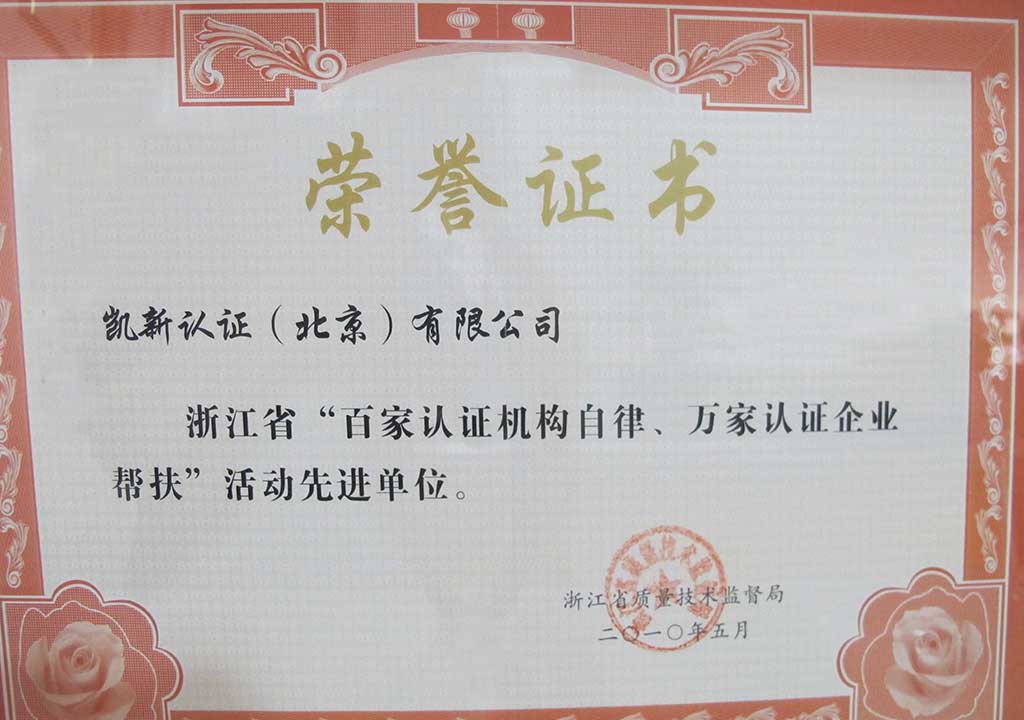 荣誉证书
凯新认证（北京）有限公司
浙江省“百家认证机构自律、万家认证企业
帮扶”活动先进单位。
浙江省质量技术监督局
二〇一〇年五月